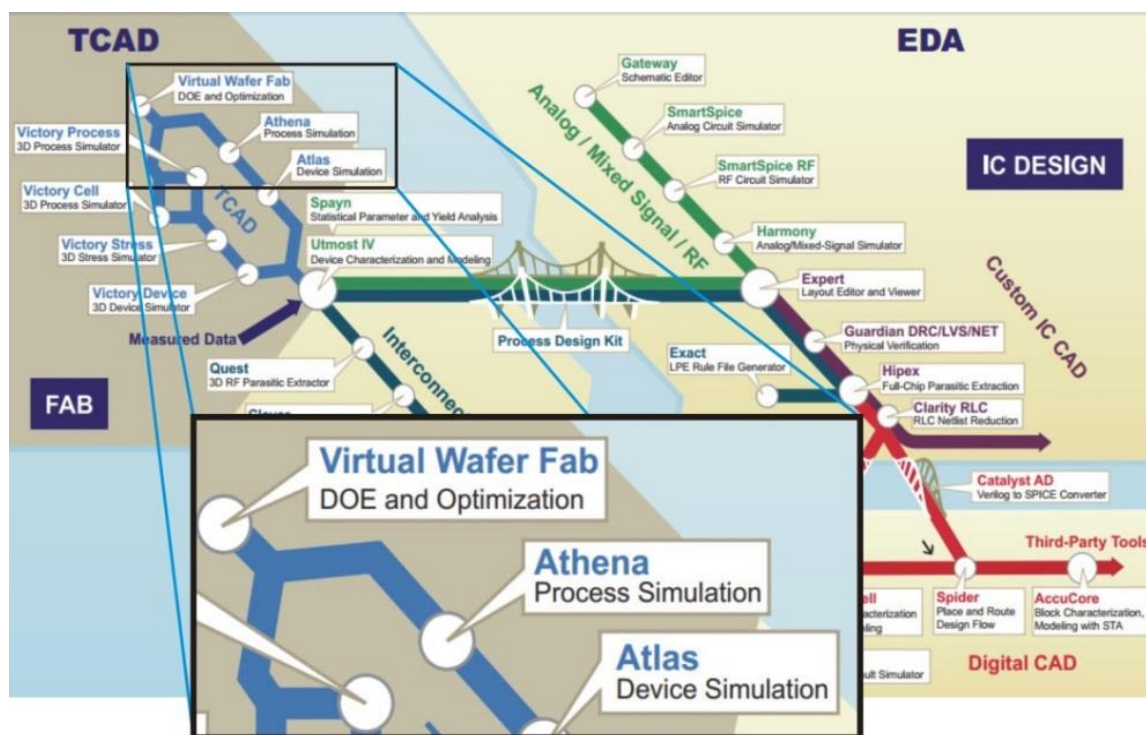 TCAD
EDA
Virtual Wafer Fab
DOE and Optimization
Athena
Process Simulation
Victory Process
3D Process Simulator
Atlas
Device Simulation
TCAD
Victory Cell
3D Process Simulator
Spayn
Statistical Parameter and Yield Analysis
Victory Stress
3D Stress Simulator
Utmost IV
Device Characterization and Modeling
Victory Device
3D Device Simulator
Measured Data
FAB
Gateway
Schematic Editor
SmartSpice
Analog Circuit Simulator
SmartSpice RF
RF Circuit Simulator
Harmony
Analog/Mixed-Signal Simulator
Analog / Mixed Signal / RF
IC DESIGN
Expert
Layout Editor and Viewer
Custom IC CAD
Process Design Kit
Guardian DRC/LVS/NET
Physical Verification
Exact
LPE Rule File Generator
Hipex
Full-Chip Parasitic Extraction
Clarity RLC
RLC Netlist Reduction
Quest
3D RF Parasitic Extractor
Interconnec
Catalyst AD
Verilog to SPICE Converter
Third-Party Tools
Spider
Place and Route
Design Flow
AccuCore
Block Characterization,
Modeling with STA
Digital CAD
Virtual Wafer Fab
DOE and Optimization
Athena
Process Simulation
Atlas
Device Simulation